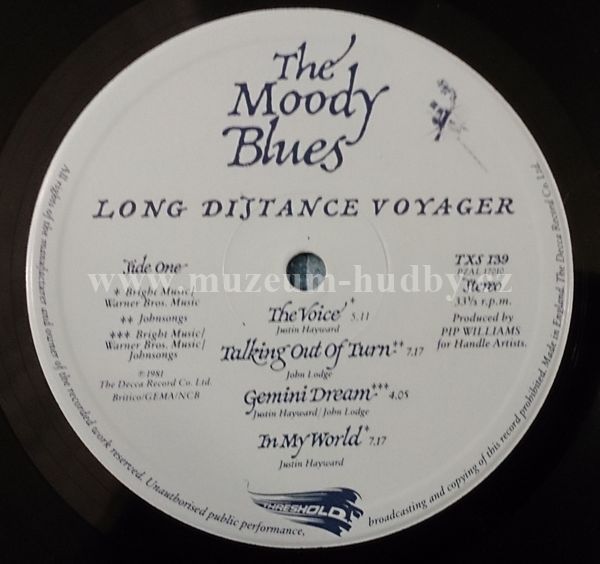 The
Moody
Blues
LONG DISTANCE VOYAGER
Side One
* Bright Music/
Warner Bros. Music
** Johnsongs
*** Bright Music/
Warner Bros. Music/
Johnsongs
℗ 1981
The Decca Record Co. Ltd.
Britico/GEMA/NCB
The Voice* 5.11
Justin Hayward
Talking Out Of Turn** 7.17
John Lodge
Gemini Dream*** 4.05
Justin Hayward/John Lodge
In My World* 7.17
Justin Hayward
TXS 139
Stereo
33⅓ r.p.m.
Produced by
PIP WILLIAMS
for Handle Artists.
THRESHOLD
All rights of the manufacturer and owner of the recorded work reserved. Unauthorised public performance, broadcasting and copying of this record prohibited. Made in England. The Decca Record Co. Ltd.
www.muzeum-hudby.cz